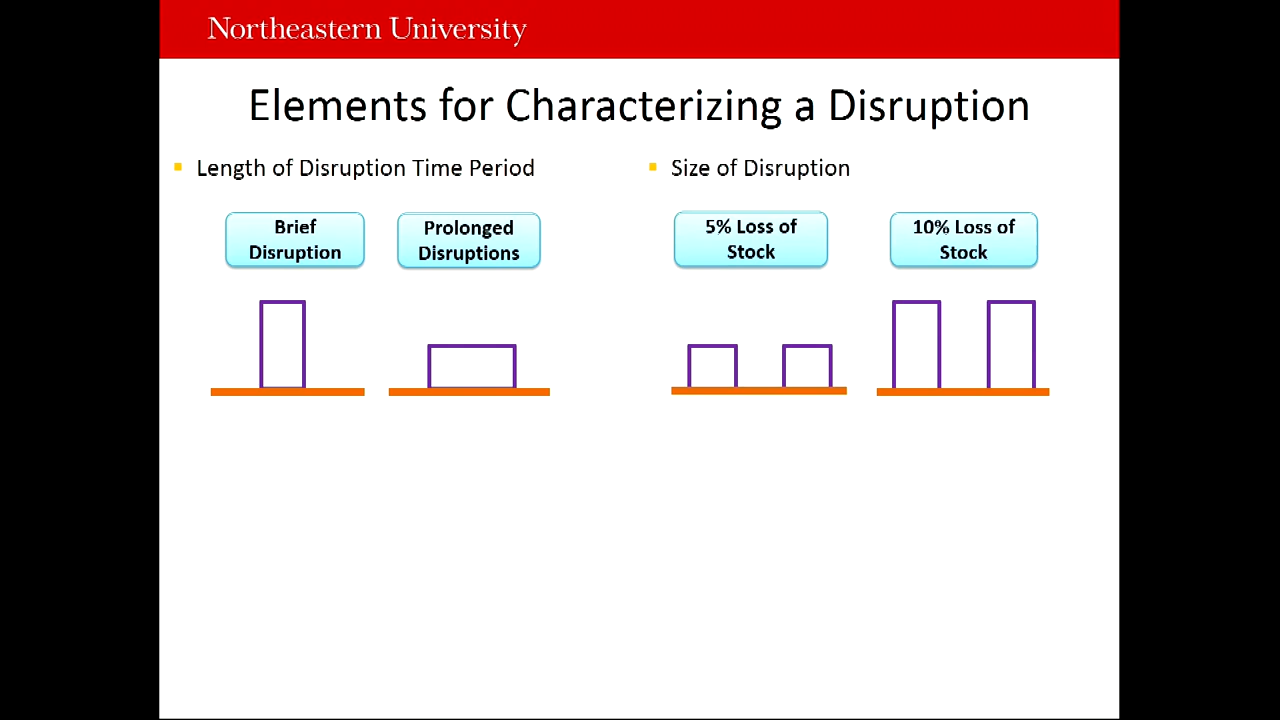 Northeastern University
Elements for Characterizing a Disruption
Length of Disruption Time Period
Brief
Disruption
Prolonged
Disruptions
Size of Disruption
5% Loss of
Stock
10% Loss of
Stock